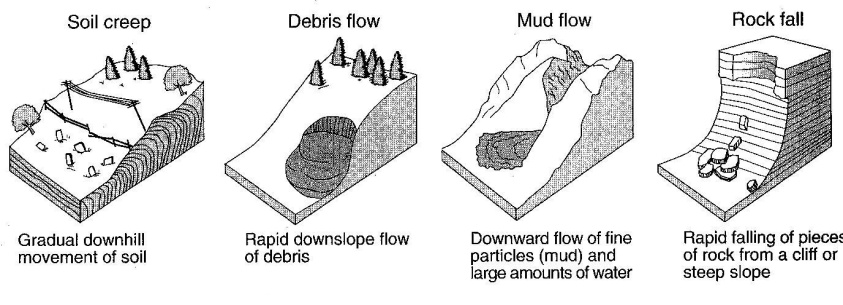 Soil creep
Debris flow
Mud flow
Rock fall
Gradual downhill
movement of soil
Rapid downslope flow
of debris
Downward flow of fine
particles (mud) and
large amounts of water
Rapid falling of pieces
of rock from a cliff or
steep slope